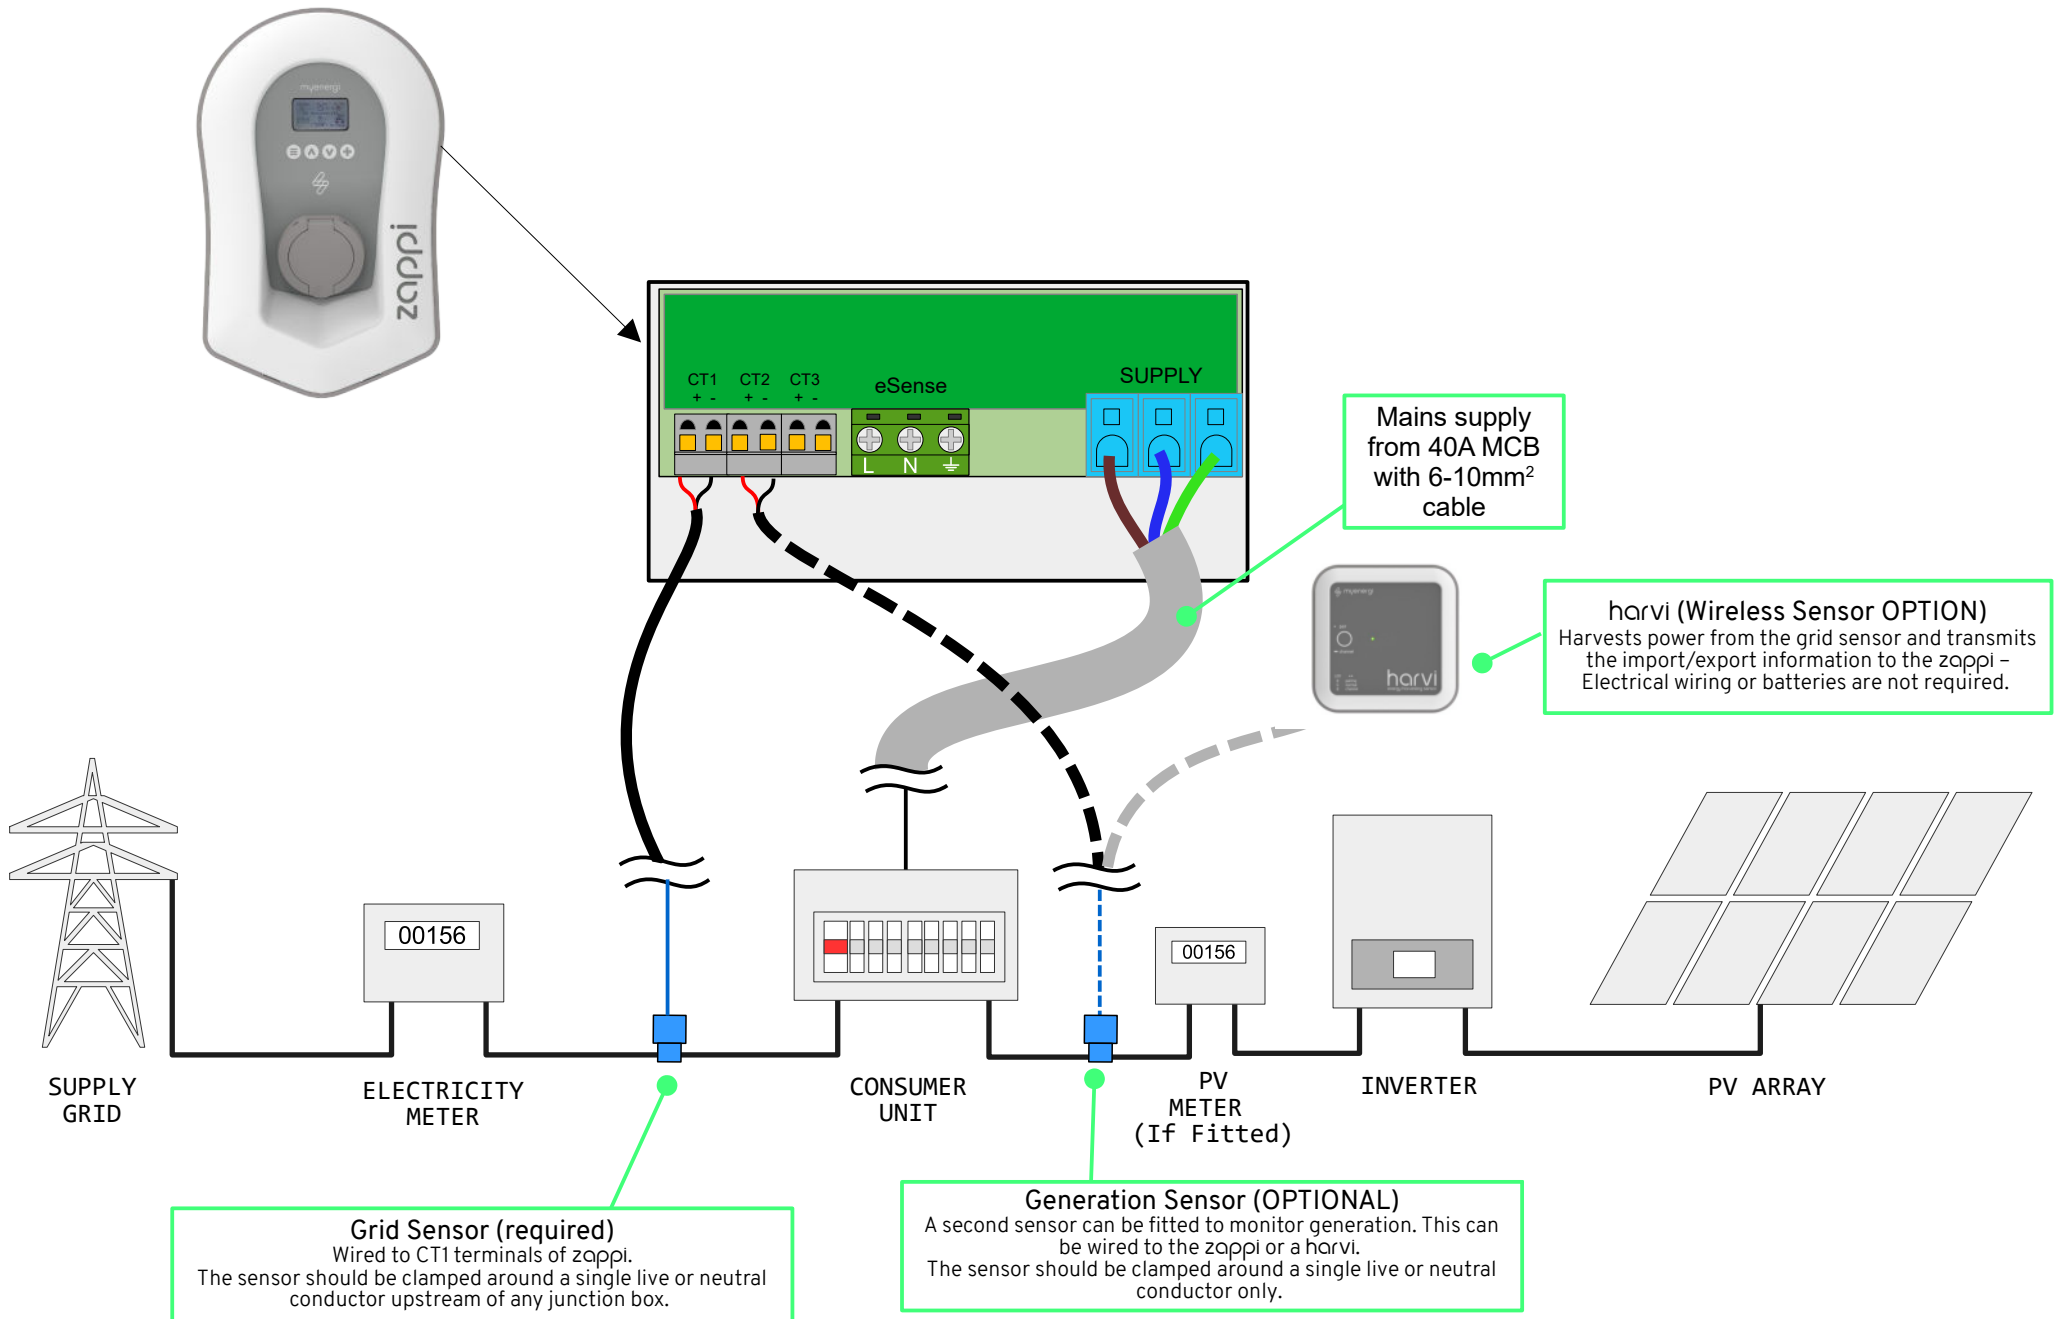 myenergi
zappi
CT1 CT2 CT3
+ - + - + -
eSense
SUPPLY
L N
Mains supply
from 40A MCB
with 6-10mm²
cable
myenergi
harvi
harvi (Wireless Sensor OPTION)
Harvests power from the grid sensor and transmits
the import/export information to the zappi –
Electrical wiring or batteries are not required.
00156
00156
SUPPLY
GRID
ELECTRICITY
METER
CONSUMER
UNIT
PV
METER
(If Fitted)
INVERTER
PV ARRAY
Grid Sensor (required)
Wired to CT1 terminals of zappi.
The sensor should be clamped around a single live or neutral
conductor upstream of any junction box.
Generation Sensor (OPTIONAL)
A second sensor can be fitted to monitor generation. This can
be wired to the zappi or a harvi.
The sensor should be clamped around a single live or neutral
conductor only.